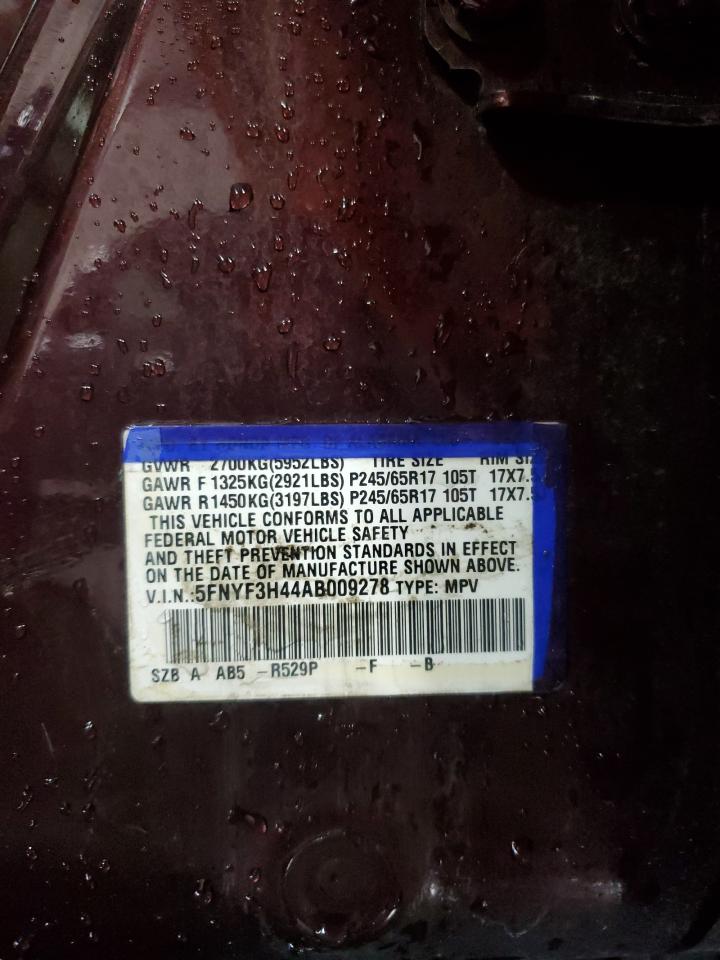 GVWR 2700KG(5952LBS) TIRE SIZE RIM
GAWR F 1325KG(2921LBS) P245/65R17 105T 17X7.
GAWR R1450KG(3197LBS) P245/65R17 105T 17X7.
THIS VEHICLE CONFORMS TO ALL APPLICABLE
FEDERAL MOTOR VEHICLE SAFETY
AND THEFT PREVENTION STANDARDS IN EFFECT
ON THE DATE OF MANUFACTURE SHOWN ABOVE.
V.I.N.:5FNYF3H44AB009278 TYPE: MPV
SZB A AB5 -R529P -F -B